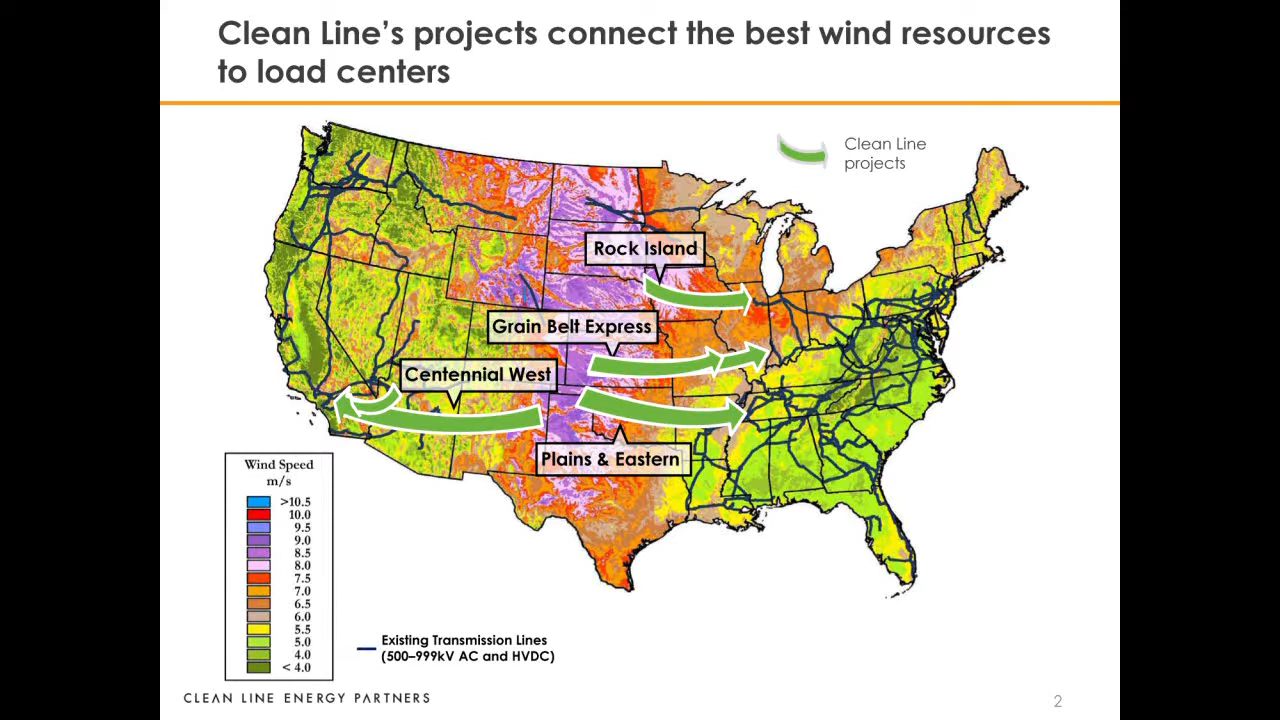 Clean Line’s projects connect the best wind resources
to load centers
Clean Line
projects
Rock Island
Grain Belt Express
Centennial West
Plains & Eastern
Wind Speed
m/s
>10.5
10.0
9.5
9.0
8.5
8.0
7.5
7.0
6.5
6.0
5.5
5.0
4.0
< 4.0
Existing Transmission Lines
(500–999kV AC and HVDC)
CLEAN LINE ENERGY PARTNERS
2